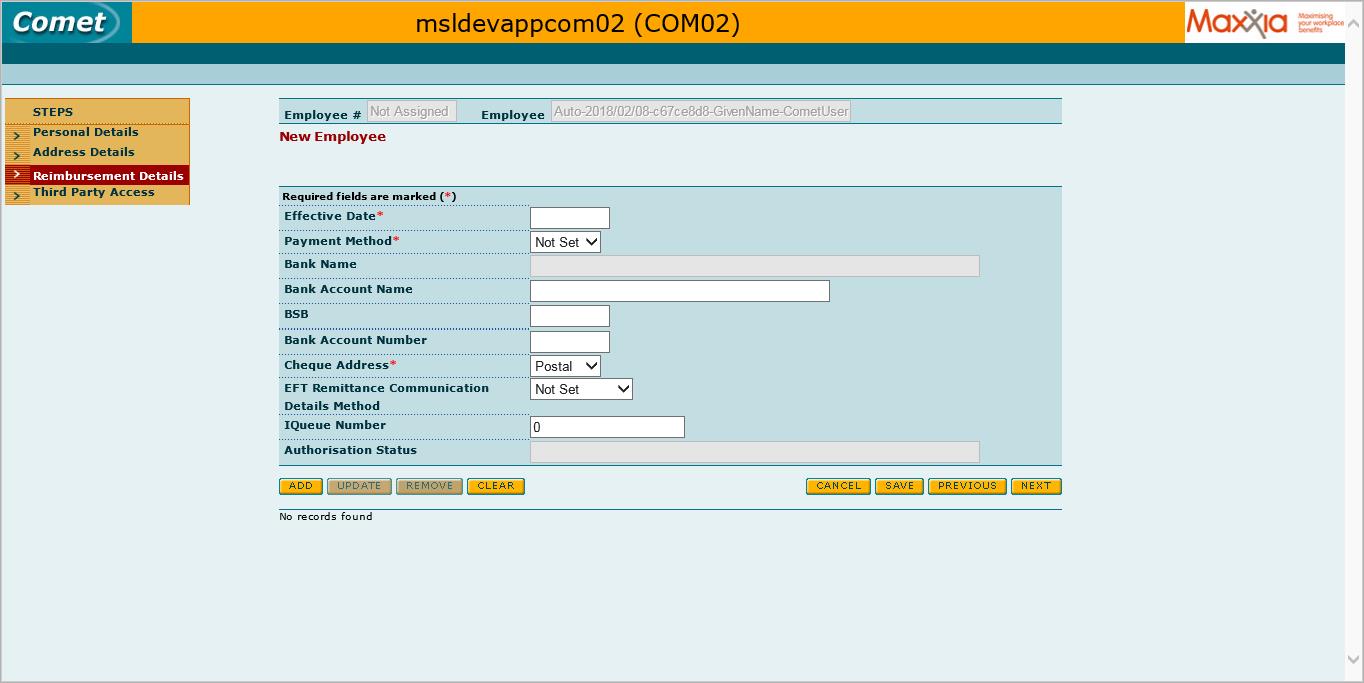 Comet
msldevappcom02 (COM02)
Maxxia Maximising
your workplace
benefits
STEPS
Personal Details
Address Details
Reimbursement Details
Third Party Access
Employee # Not Assigned Employee Auto-2018/02/08-c67ce8d8-GivenName-CometUser
New Employee
Required fields are marked (*)
Effective Date*
Payment Method* Not Set
Bank Name
Bank Account Name
BSB
Bank Account Number
Cheque Address* Postal
EFT Remittance Communication
Details Method Not Set
IQueue Number 0
Authorisation Status
ADD UPDATE REMOVE CLEAR CANCEL SAVE PREVIOUS NEXT
No records found